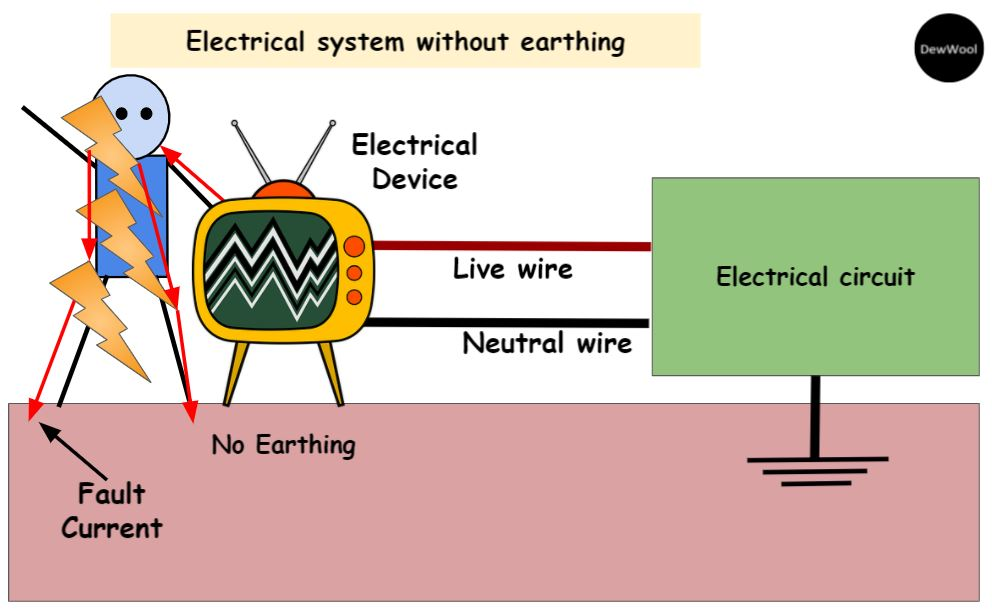 Electrical system without earthing
DewWool
Electrical
Device
Live wire
Electrical circuit
Neutral wire
No Earthing
Fault
Current